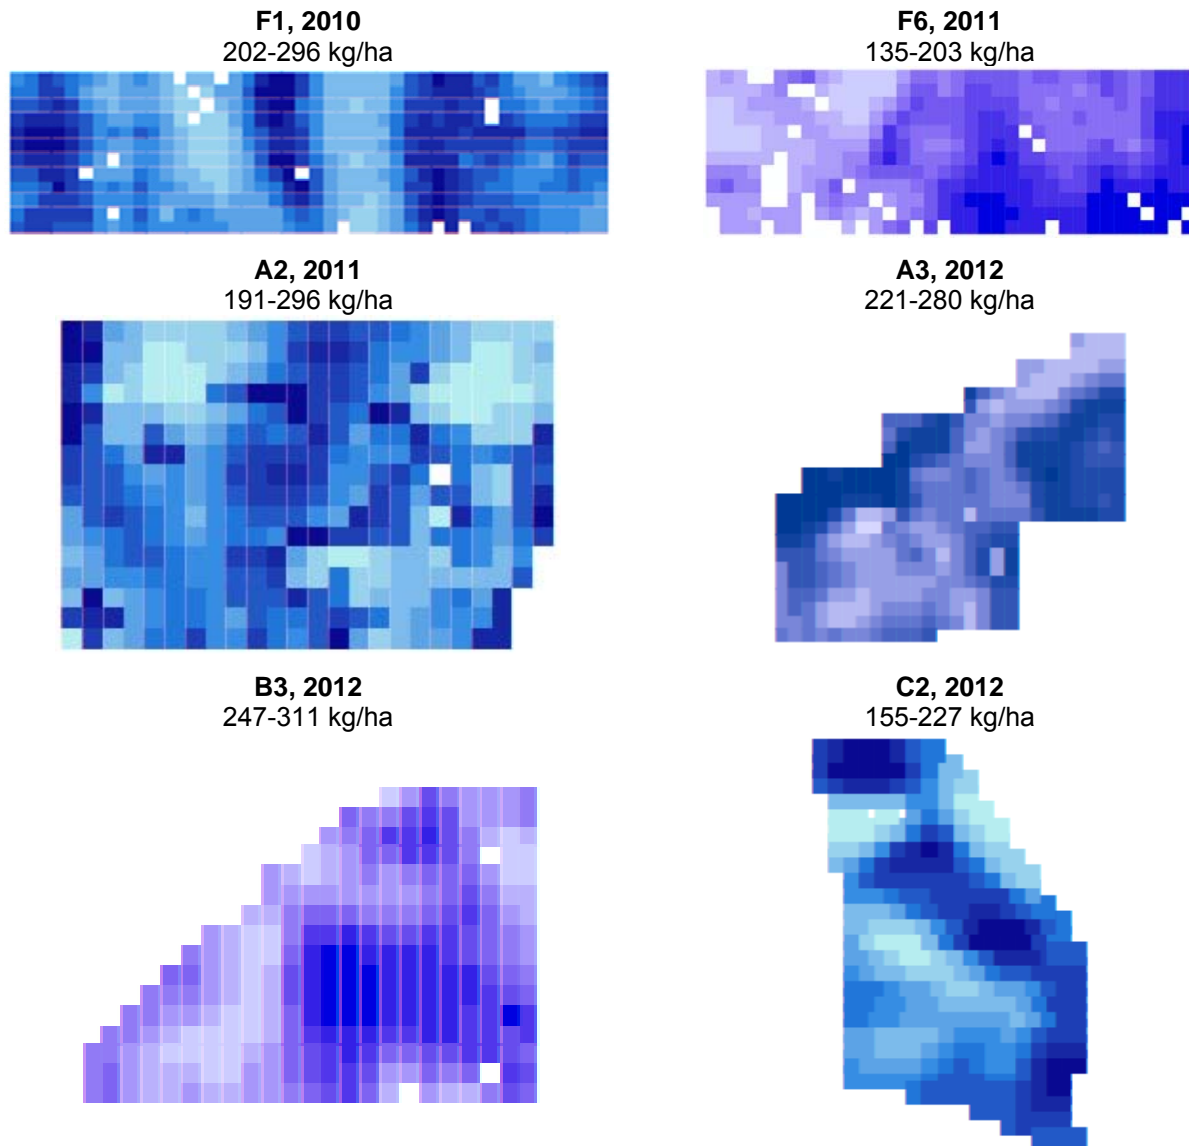 F1, 2010
202-296 kg/ha
F6, 2011
135-203 kg/ha
A2, 2011
191-296 kg/ha
A3, 2012
221-280 kg/ha
B3, 2012
247-311 kg/ha
C2, 2012
155-227 kg/ha